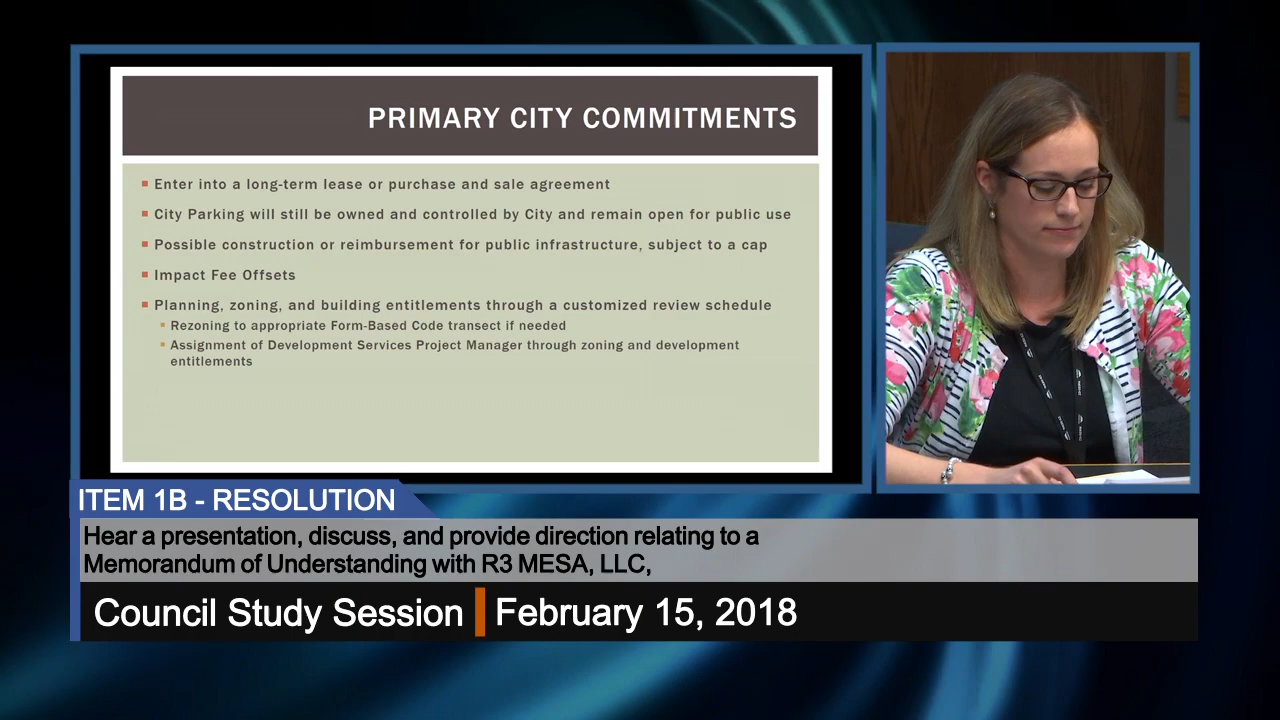 PRIMARY CITY COMMITMENTS
Enter into a long-term lease or purchase and sale agreement
City Parking will still be owned and controlled by City and remain open for public use
Possible construction or reimbursement for public infrastructure, subject to a cap
Impact Fee Offsets
Planning, zoning, and building entitlements through a customized review schedule
Rezoning to appropriate Form-Based Code transect if needed
Assignment of Development Services Project Manager through zoning and development
entitlements
ITEM 1B - RESOLUTION
Hear a presentation, discuss, and provide direction relating to a
Memorandum of Understanding with R3 MESA, LLC,
Council Study Session February 15, 2018